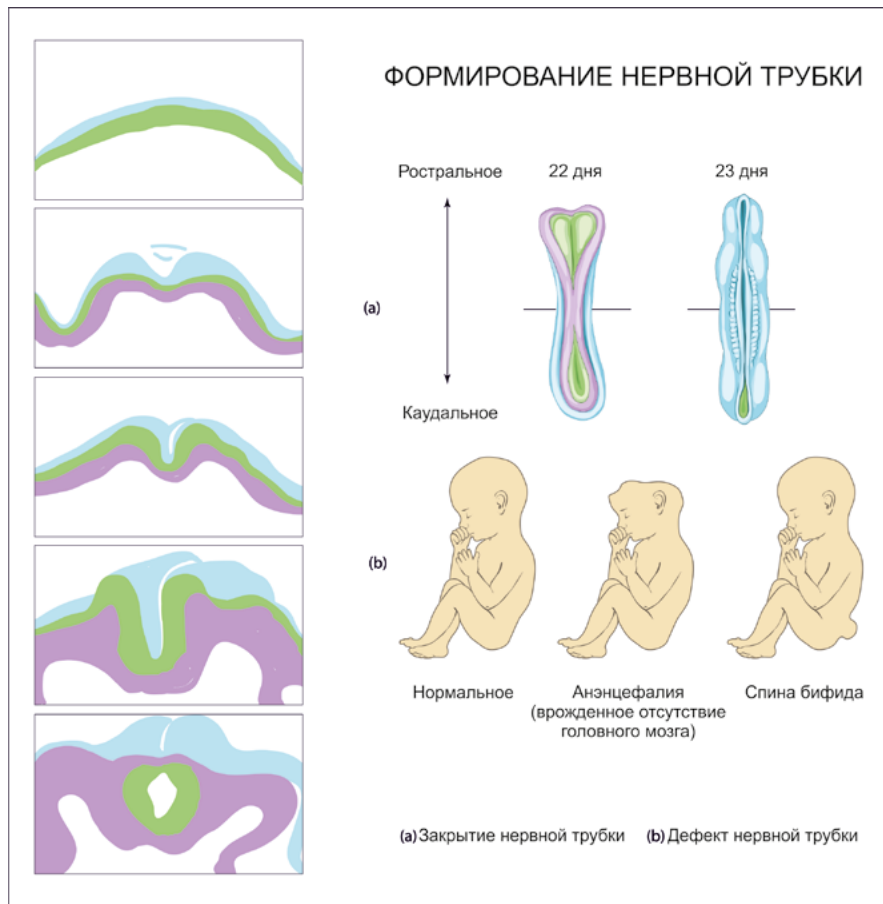 ФОРМИРОВАНИЕ НЕРВНОЙ ТРУБКИ
Ростральное
22 дня
23 дня
(a)
Каудальное
(b)
Нормальное
Анэнцефалия
(врожденное отсутствие
головного мозга)
Спина бифида
(a) Закрытие нервной трубки
(b) Дефект нервной трубки